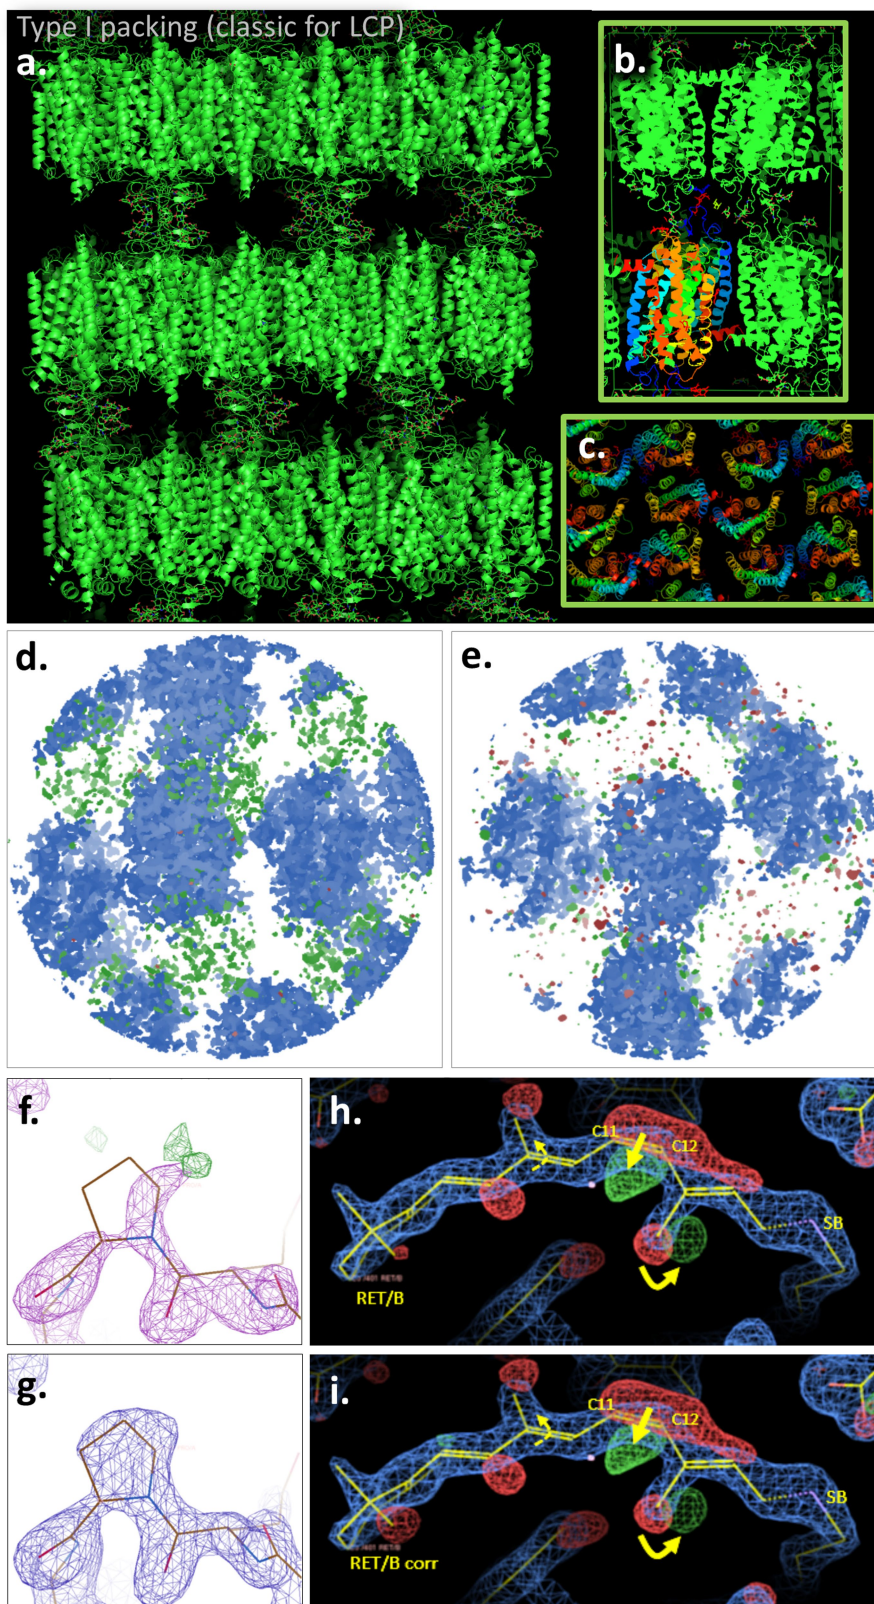 Type I packing (classic for LCP)
a.
b.
c.
d.
e.
f.
h.
C11
C12
SB
RET/B
g.
i.
C11
C12
SB
RET/B corr